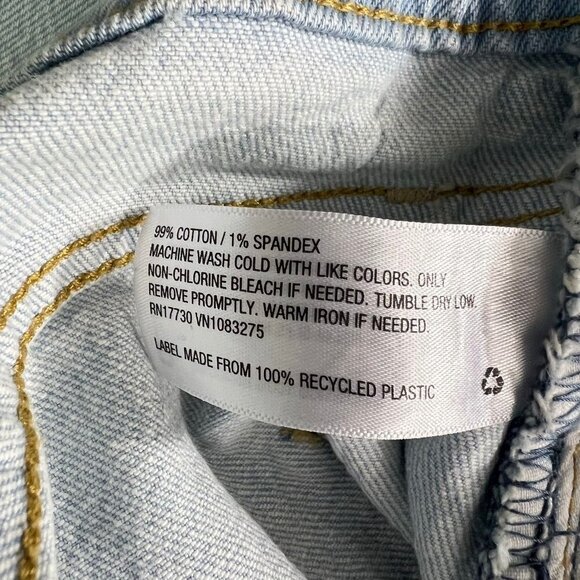 99% COTTON / 1% SPANDEX
MACHINE WASH COLD WITH LIKE COLORS. ONLY
NON-CHLORINE BLEACH IF NEEDED. TUMBLE DRY LOW.
REMOVE PROMPTLY. WARM IRON IF NEEDED.
RN17730 VN1083275
LABEL MADE FROM 100% RECYCLED PLASTIC